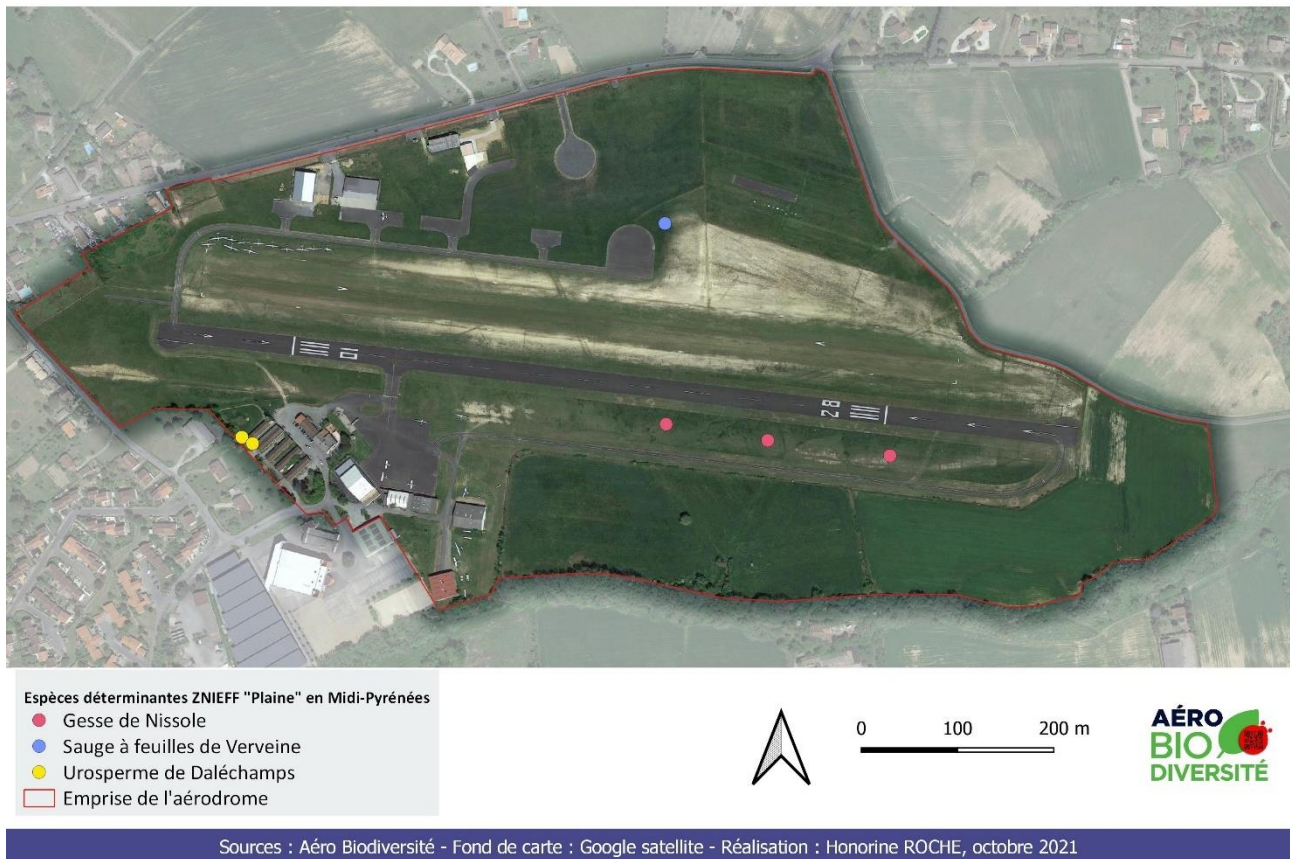 10
28
Espèces déterminantes ZNIEFF "Plaine" en Midi-Pyrénées
Gesse de Nissole
Sauge à feuilles de Verveine
Urosperme de Daléchamps
Emprise de l'aérodrome
0 100 200 m
AÉRO
BIO
DIVERSITÉ
Sources : Aéro Biodiversité - Fond de carte : Google satellite - Réalisation : Honorine ROCHE, octobre 2021